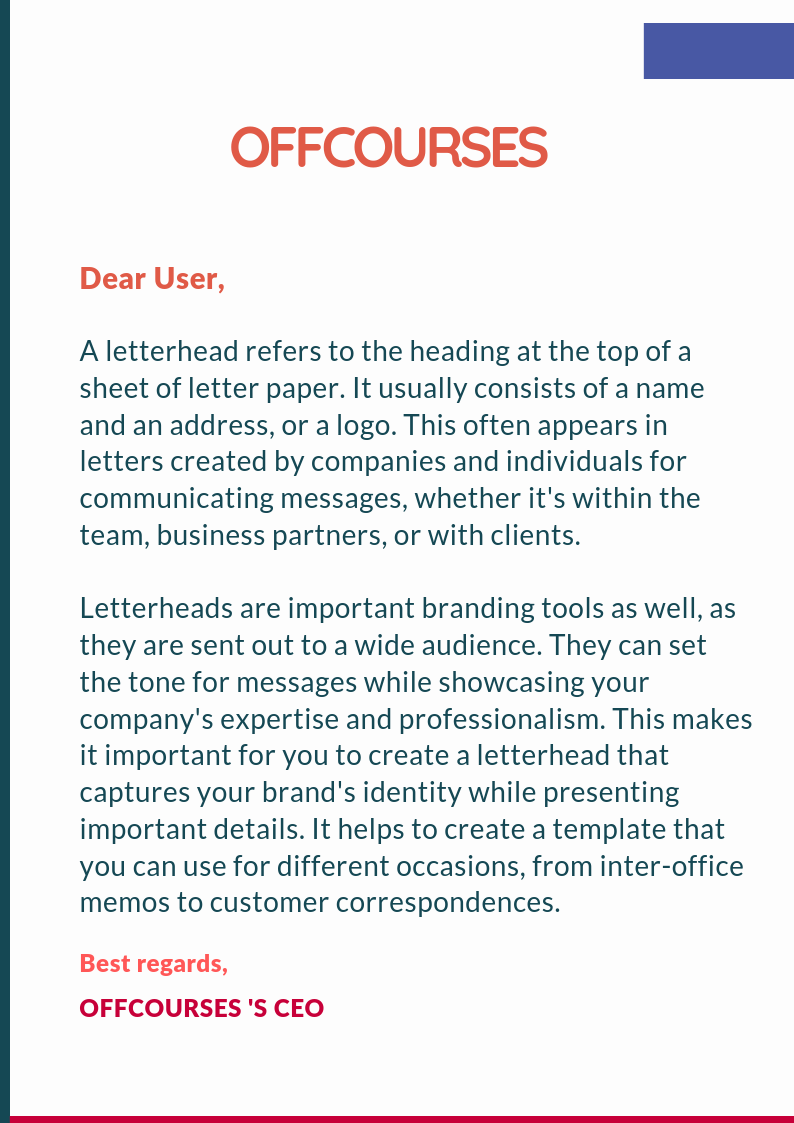 OFFCOURSES
Dear User,
A letterhead refers to the heading at the top of a
sheet of letter paper. It usually consists of a name
and an address, or a logo. This often appears in
letters created by companies and individuals for
communicating messages, whether it's within the
team, business partners, or with clients.
Letterheads are important branding tools as well, as
they are sent out to a wide audience. They can set
the tone for messages while showcasing your
company's expertise and professionalism. This makes
it important for you to create a letterhead that
captures your brand's identity while presenting
important details. It helps to create a template that
you can use for different occasions, from inter-office
memos to customer correspondences.
Best regards,
OFFCOURSES 'S CEO